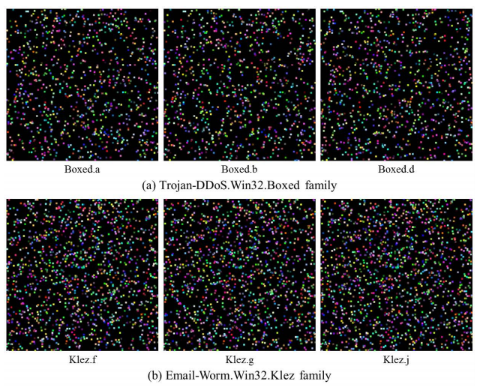 Boxed.a Boxed.b Boxed.d
(a) Trojan-DDoS.Win32.Boxed family
Klez.f Klez.g Klez.j
(b) Email-Worm.Win32.Klez family